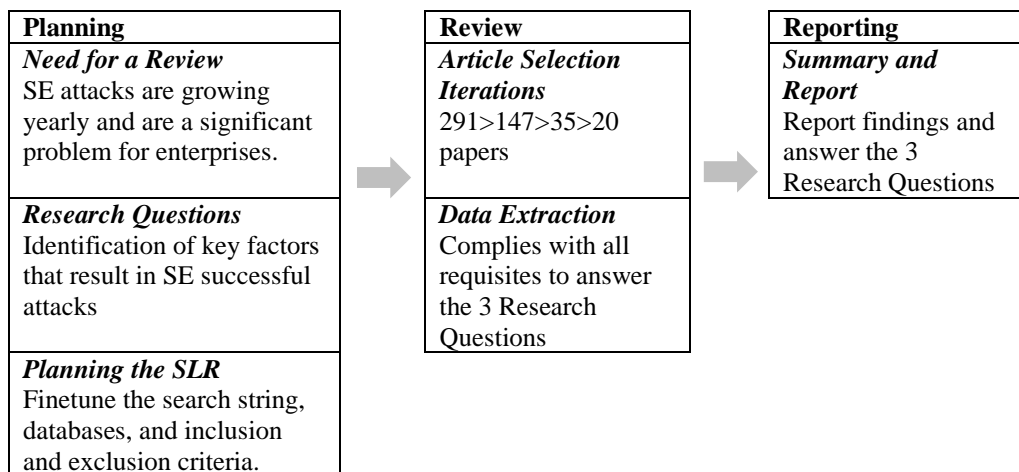 Planning
Need for a Review
SE attacks are growing
yearly and are a significant
problem for enterprises.
Research Questions
Identification of key factors
that result in SE successful
attacks
Planning the SLR
Finetune the search string,
databases, and inclusion
and exclusion criteria.
Review
Article Selection
Iterations
291>147>35>20
papers
Data Extraction
Complies with all
requisites to answer
the 3 Research
Questions
Reporting
Summary and
Report
Report findings and
answer the 3
Research Questions